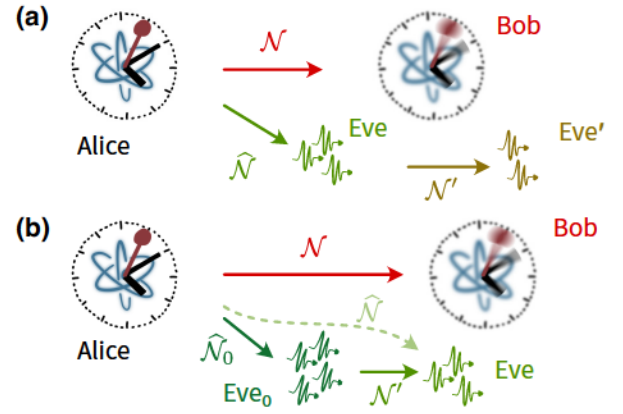 (a)
𝒩
Bob
Alice
𝒩̂
Eve
𝒩′
Eve′
(b)
𝒩
Bob
Alice
𝒩̂
𝒩̂₀
Eve₀
𝒩′
Eve